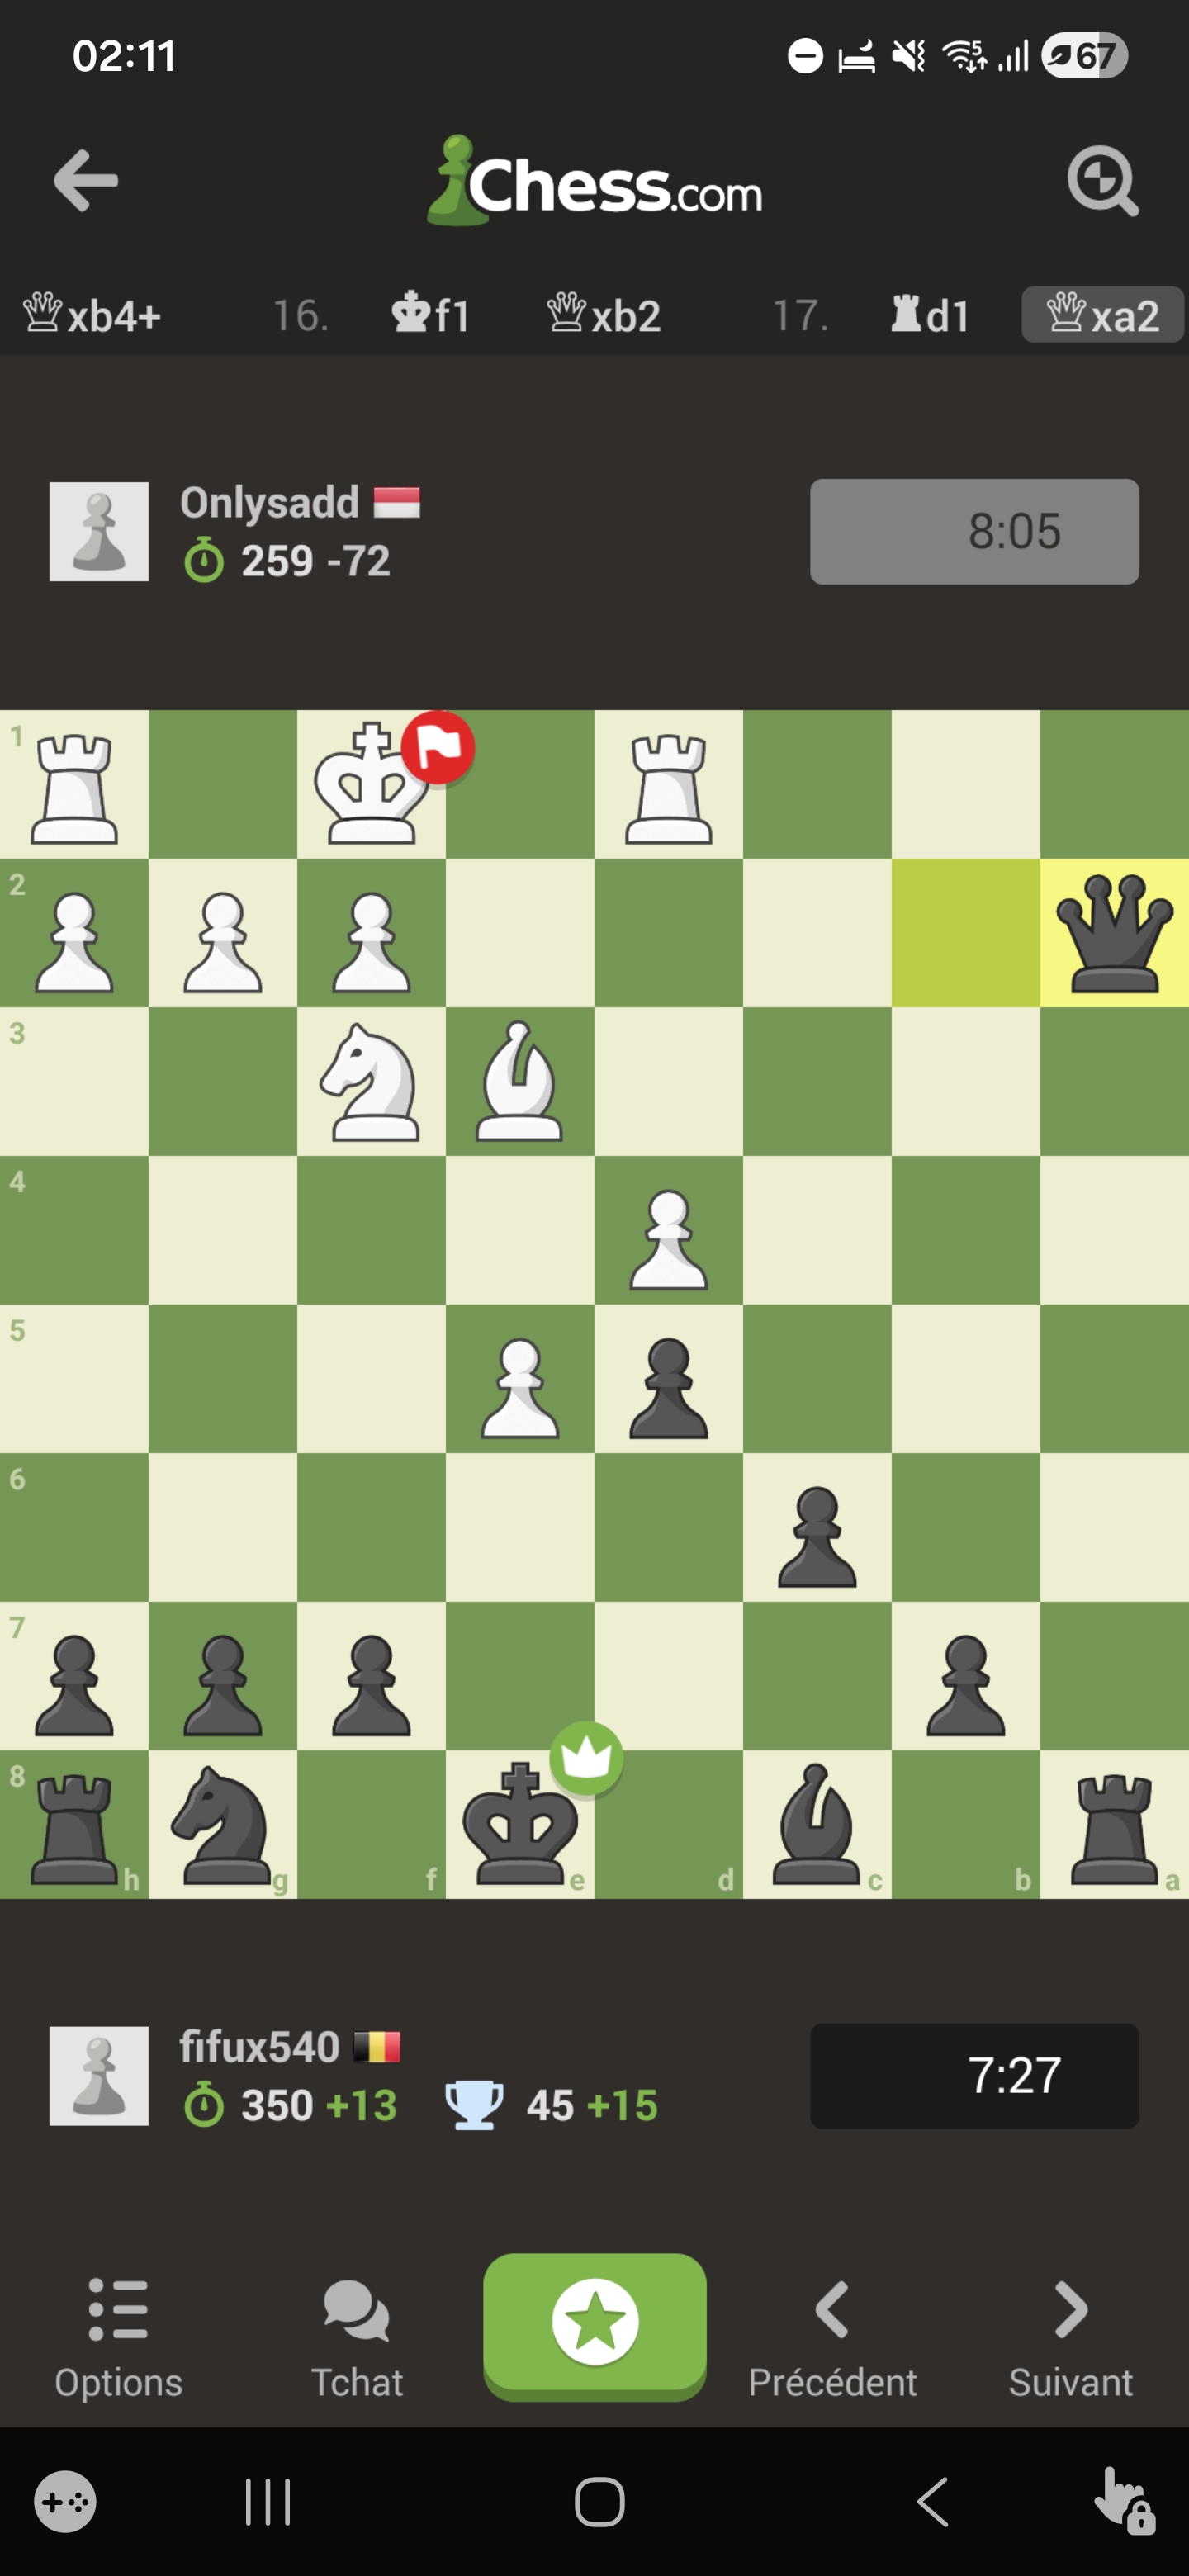 02:11
5
67
Chess.com
xb4+ 16. f1 xb2 17. d1 xa2
Onlysadd
259 -72
8:05
1
2
3
4
5
6
7
8
h g f e d c b a
fifux540
350 +13 45 +15
7:27
Options Tchat Précédent Suivant